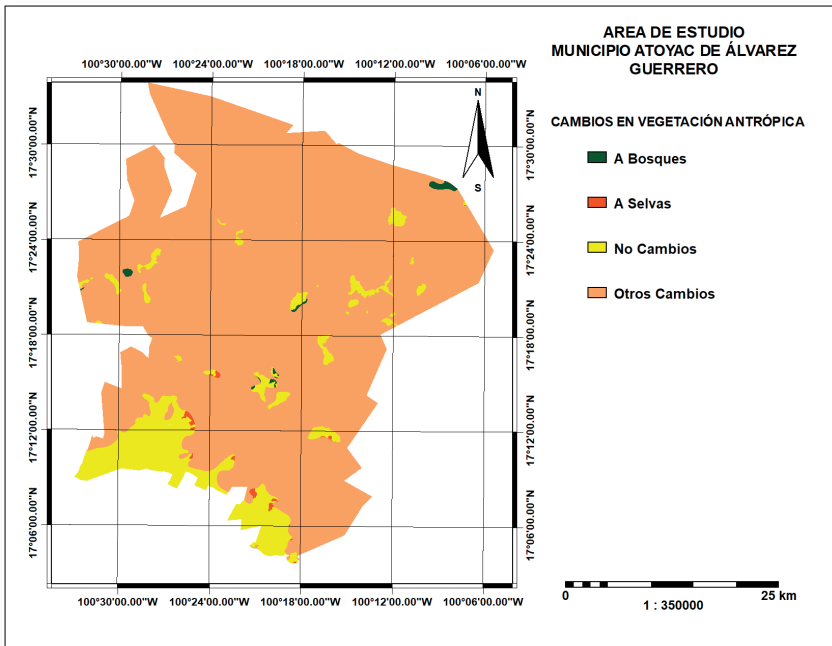 AREA DE ESTUDIO
MUNICIPIO ATOYAC DE ÁLVAREZ
GUERRERO
CAMBIOS EN VEGETACIÓN ANTRÓPICA
A Bosques
A Selvas
No Cambios
Otros Cambios
100°30'00.00"W 100°24'00.00"W 100°18'00.00"W 100°12'00.00"W 100°06'00.00"W
N
S
17°30'00.00"N 17°30'00.00"N
17°24'00.00"N 17°24'00.00"N
17°18'00.00"N 17°18'00.00"N
17°12'00.00"N 17°12'00.00"N
17°06'00.00"N 17°06'00.00"N
100°30'00.00"W 100°24'00.00"W 100°18'00.00"W 100°12'00.00"W 100°06'00.00"W
0 25 km
1 : 350000